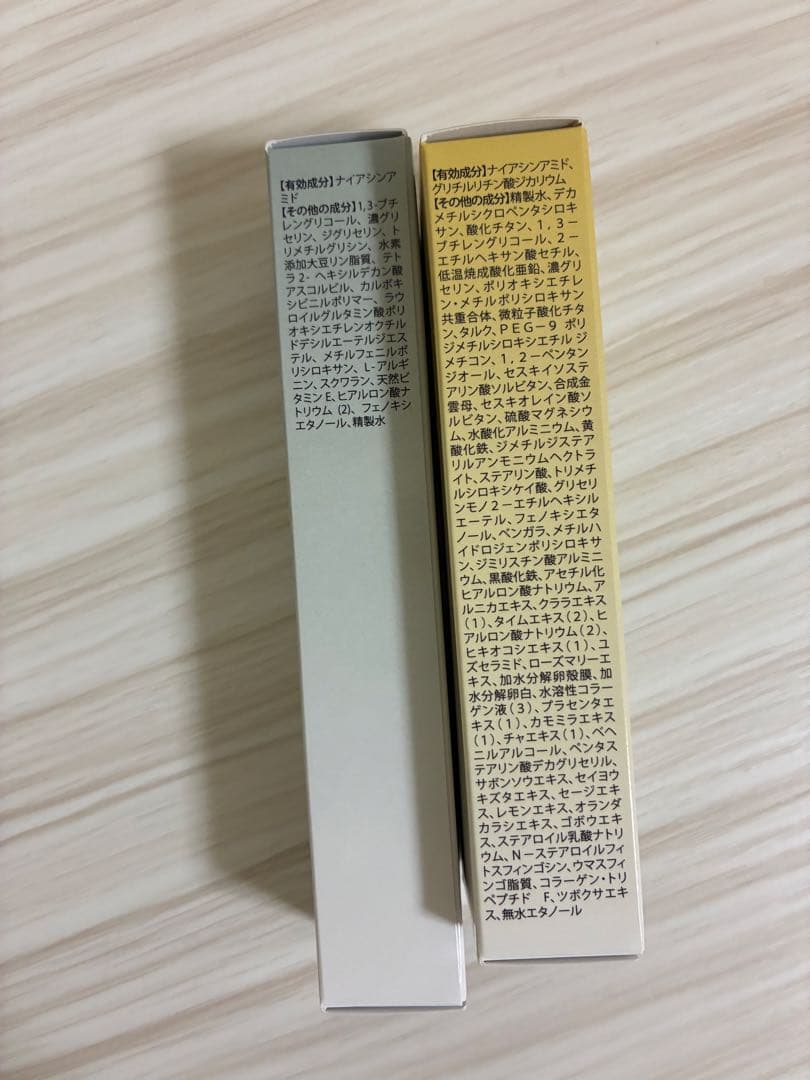 【有効成分】ナイアシンア
ミド
【その他の成分】1,3-ブチ
レングリコール、濃グリ
セリン、ジグリセリン、ト
リメチルグリシン、水素
添加大豆リン脂質、テト
ラ2-ヘキシルデカン酸
アスコルビル、カルボキ
シビニルポリマー、ラウ
ロイルグルタミン酸ポリ
オキシエチレンオクチル
ドデシルエーテルジエス
テル、メチルフェニルポ
リシロキサン、L-アルギ
ニン、スクワラン、天然ビ
タミンE、ヒアルロン酸ナ
トリウム(2)、フェノキシ
エタノール、精製水
【有効成分】ナイアシンアミド、
グリチルリチン酸ジカリウム
【その他の成分】精製水、デカ
メチルシクロペンタシロキ
サン、酸化チタン、1,3－
ブチレングリコール、2－
エチルヘキサン酸セチル、
低温焼成酸化亜鉛、濃グリ
セリン、ポリオキシエチレ
ン・メチルポリシロキサン
共重合体、微粒子酸化チタ
ン、タルク、PEG－9 ポリ
ジメチルシロキシエチル ジ
メチコン、1,2－ペンタン
ジオール、セスキイソステ
アリン酸ソルビタン、合成金
雲母、セスキオレイン酸ソ
ルビタン、硫酸マグネシウ
ム、水酸化アルミニウム、黄
酸化鉄、ジメチルジステア
リルアンモニウムヘクトラ
イト、ステアリン酸、トリメチ
ルシロキシケイ酸、グリセリ
ンモノ2－エチルヘキシル
エーテル、フェノキシエタ
ノール、ベンガラ、メチルハ
イドロジェンポリシロキサ
ン、ジミリスチン酸アルミニ
ウム、黒酸化鉄、アセチル化
ヒアルロン酸ナトリウム、ア
ルニカエキス、クララエキス
(1)、タイムエキス(2)、ヒ
アルロン酸ナトリウム(2)、
ヒキオコシエキス(1)、ユ
ズセラミド、ローズマリーエ
キス、加水分解卵殻膜、加
水分解卵白、水溶性コラー
ゲン液(3)、プラセンタエ
キス(1)、カモミラエキス
(1)、チャエキス(1)、ベヘ
ニルアルコール、ペンタス
テアリン酸デカグリセリル、
サボンソウエキス、セイヨウ
キズタエキス、セージエキ
ス、レモンエキス、オランダ
カラシエキス、ゴボウエキ
ス、ステアロイル乳酸ナトリ
ウム、N－ステアロイルフィ
トスフィンゴシン、ウマスフィ
ンゴ脂質、コラーゲン・トリ
ペプチド F、ツボクサエキ
ス、無水エタノール